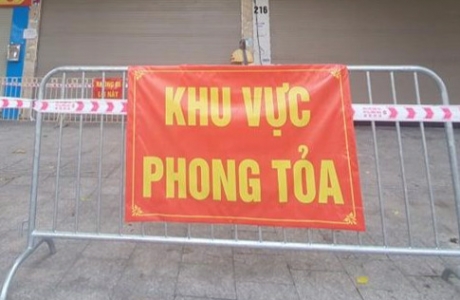 216
KHU VỰC
PHONG TỎA